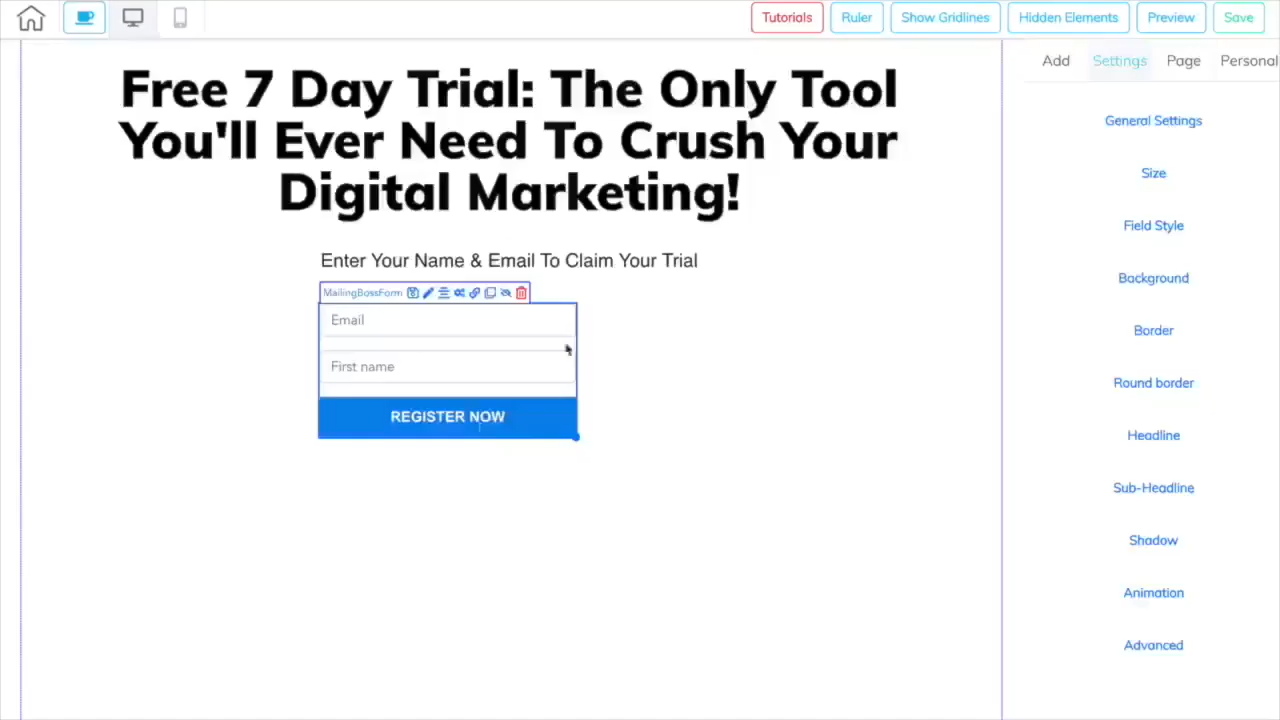 Tutorials Ruler Show Gridlines Hidden Elements Preview Save
Add Settings Page Personal
Free 7 Day Trial: The Only Tool
You'll Ever Need To Crush Your
Digital Marketing!
Enter Your Name & Email To Claim Your Trial
MailingBossForm
Email
First name
REGISTER NOW
General Settings
Size
Field Style
Background
Border
Round border
Headline
Sub-Headline
Shadow
Animation
Advanced